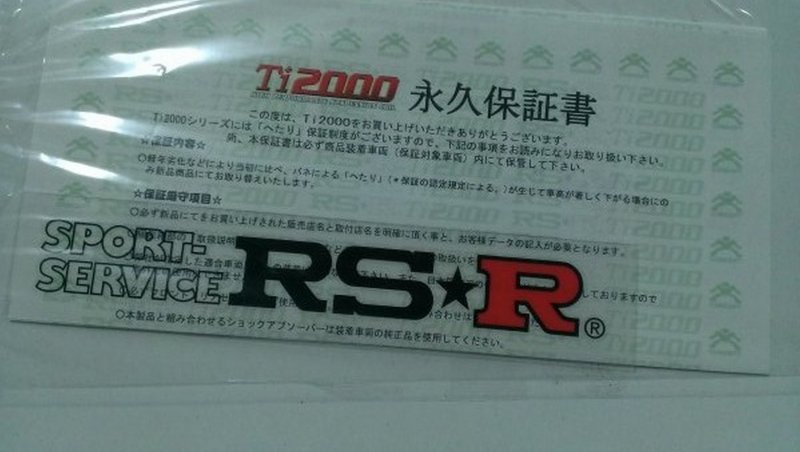 Ti2000 永久保証書
この度は、Ti2000をお買い上げいただきありがとうございます。
Ti2000シリーズには「へたり」保証制度がございますので、下記の事項をお読みになりお取り扱い下さい。
尚、本保証書は必ず商品装着車両（保証対象車両）内にて保管して下さい。
☆保証内容☆
○経年劣化などにより当初に比べ、バネによる「へたり」（＊保証の認定規定による。）が生じて車高が著しく下がる場合にのみ新品商品にてお取り替えいたします。
☆保証厳守項目☆
○必ず新品にてをお買い上げされた販売店名と取付店名を明確に頂く事と、お客様データの記入が必要となります。
SPORT-
SERVICE RS★R®
しておりますので
○本製品と組み合わせるショックアブソーバーは装着車両の純正品を使用してください。